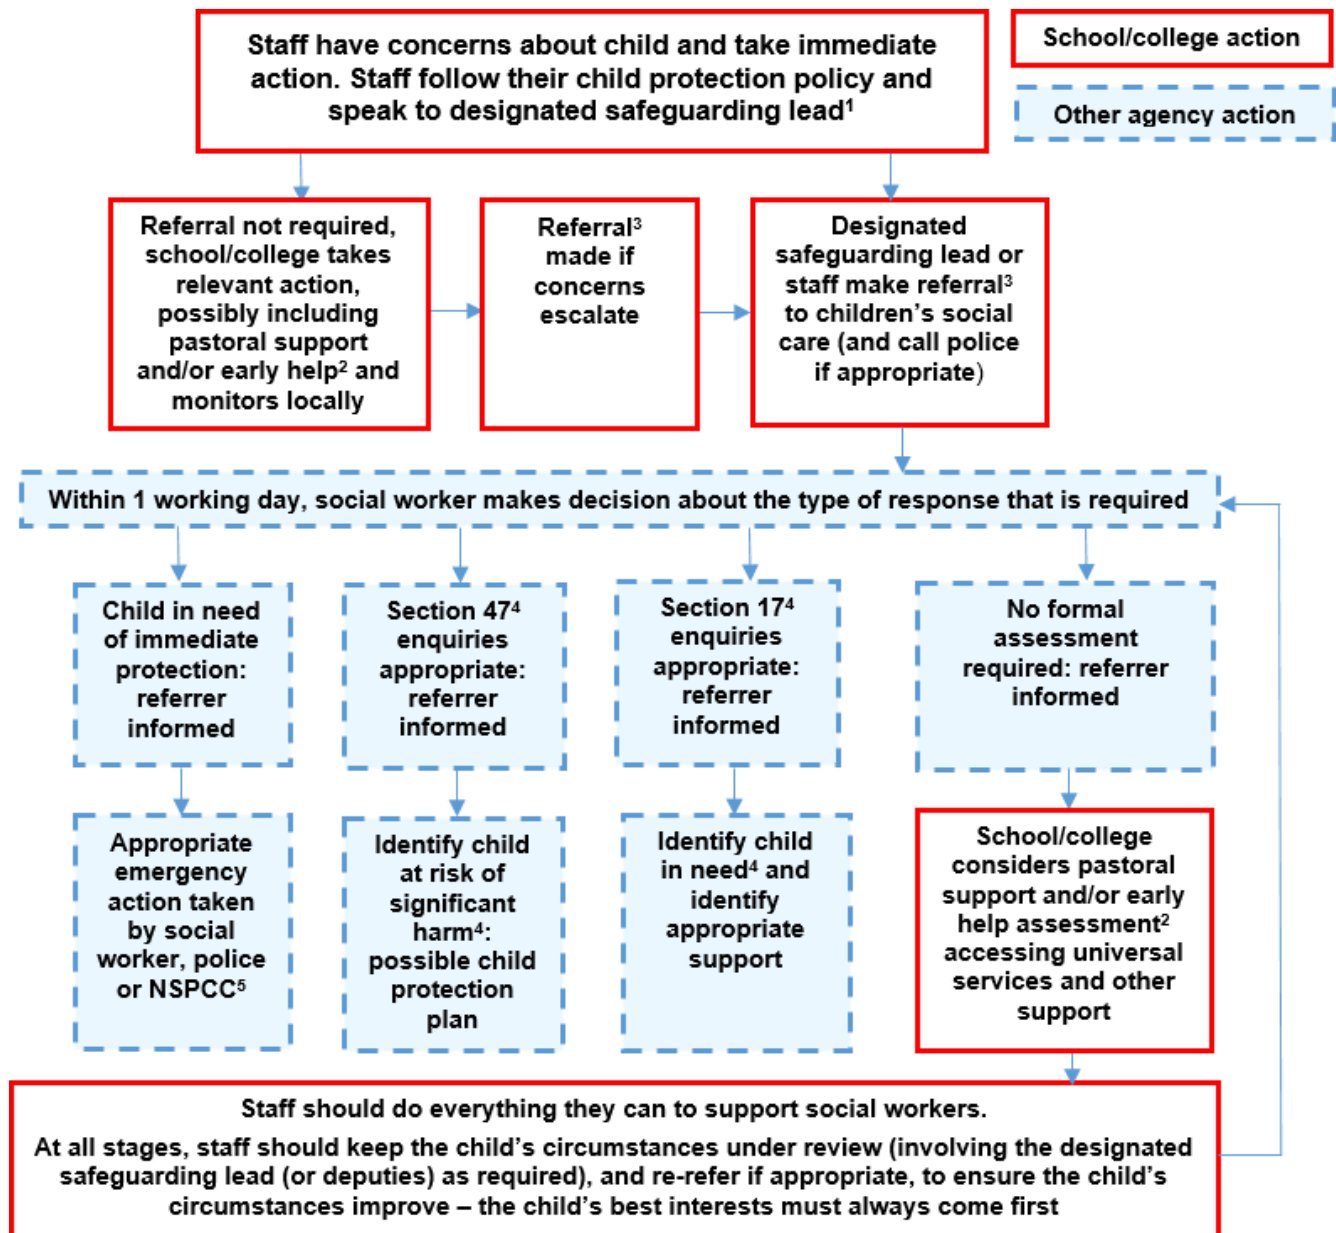 Staff have concerns about child and take immediate
action. Staff follow their child protection policy and
speak to designated safeguarding lead¹
School/college action
Other agency action
Referral not required,
school/college takes
relevant action,
possibly including
pastoral support
and/or early help² and
monitors locally
Referral³
made if
concerns
escalate
Designated
safeguarding lead or
staff make referral³
to children’s social
care (and call police
if appropriate)
Within 1 working day, social worker makes decision about the type of response that is required
Child in need
of immediate
protection:
referrer
informed
Section 47⁴
enquiries
appropriate:
referrer
informed
Section 17⁴
enquiries
appropriate:
referrer
informed
No formal
assessment
required: referrer
informed
Appropriate
emergency
action taken
by social
worker, police
or NSPCC⁵
Identify child
at risk of
significant
harm⁴:
possible child
protection
plan
Identify child
in need⁴ and
identify
appropriate
support
School/college
considers pastoral
support and/or early
help assessment²
accessing universal
services and other
support
Staff should do everything they can to support social workers.
At all stages, staff should keep the child’s circumstances under review (involving the designated
safeguarding lead (or deputies) as required), and re-refer if appropriate, to ensure the child’s
circumstances improve – the child’s best interests must always come first